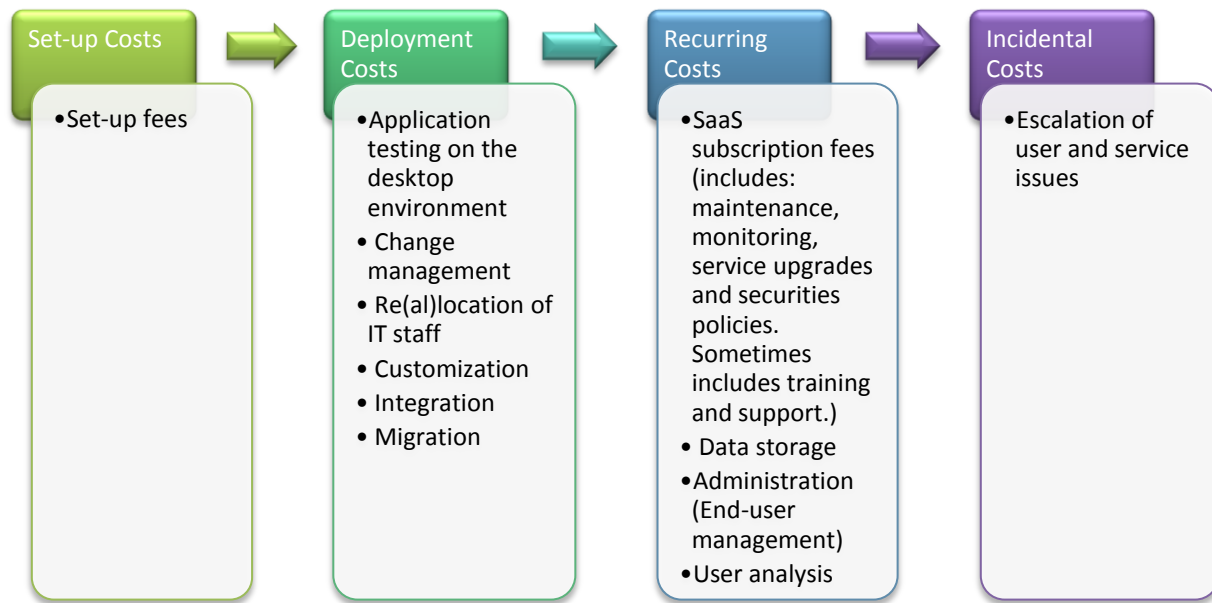 Set-up Costs
•Set-up fees
Deployment
Costs
•Application
testing on the
desktop
environment
• Change
management
• Re(al)location of
IT staff
• Customization
• Integration
• Migration
Recurring
Costs
•SaaS
subscription fees
(includes:
maintenance,
monitoring,
service upgrades
and securities
policies.
Sometimes
includes training
and support.)
• Data storage
•Administration
(End-user
management)
•User analysis
Incidental
Costs
•Escalation of
user and service
issues